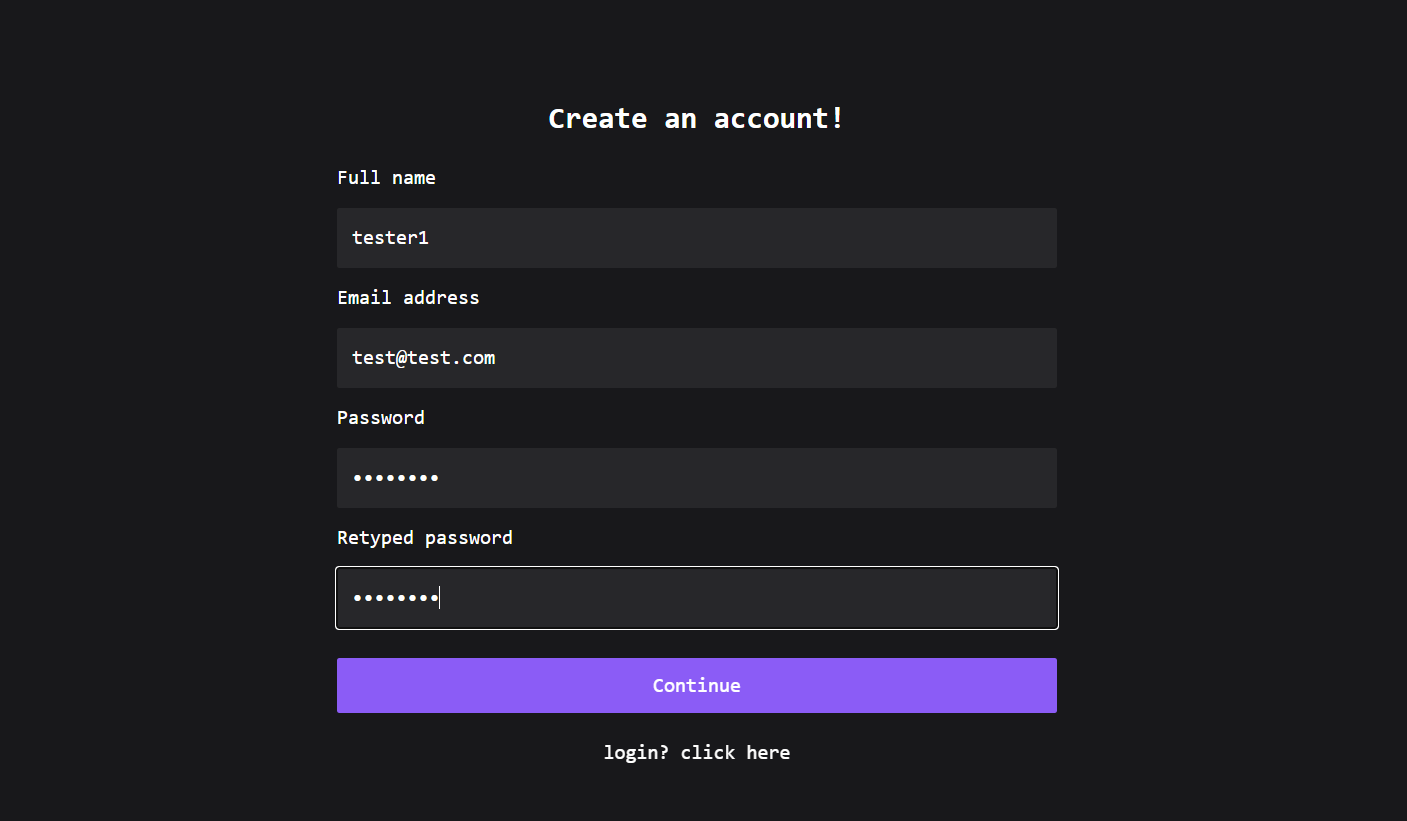 Create an account!
Full name
tester1
Email address
test@test.com
Password
••••••••
Retyped password
••••••••
Continue
login? click here